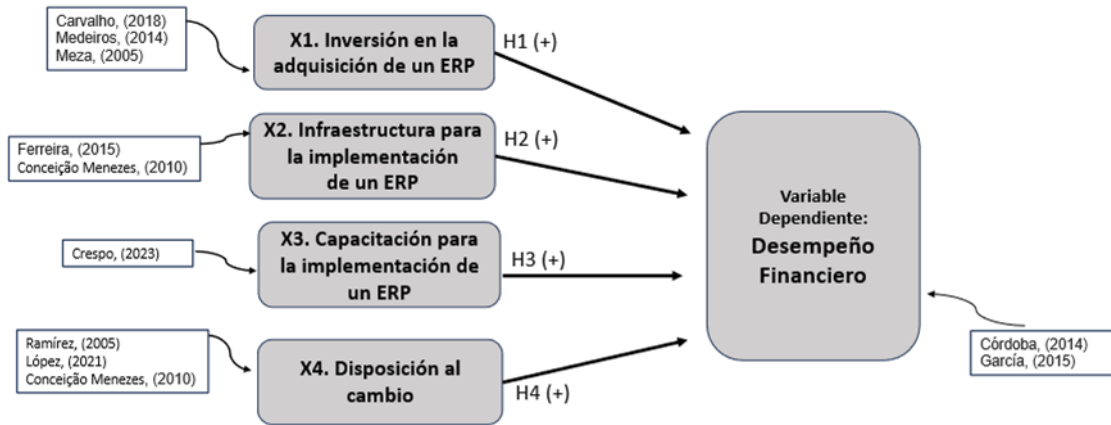 Carvalho, (2018)
Medeiros, (2014)
Meza, (2005)
X1. Inversión en la
adquisición de un ERP
H1 (+)
Ferreira, (2015)
Conceição Menezes, (2010)
X2. Infraestructura para
la implementación
de un ERP
H2 (+)
Crespo, (2023)
X3. Capacitación para
la implementación de
un ERP
H3 (+)
Ramírez, (2005)
López, (2021)
Conceição Menezes, (2010)
X4. Disposición al
cambio
H4 (+)
Variable
Dependiente:
Desempeño
Financiero
Córdoba, (2014)
García, (2015)